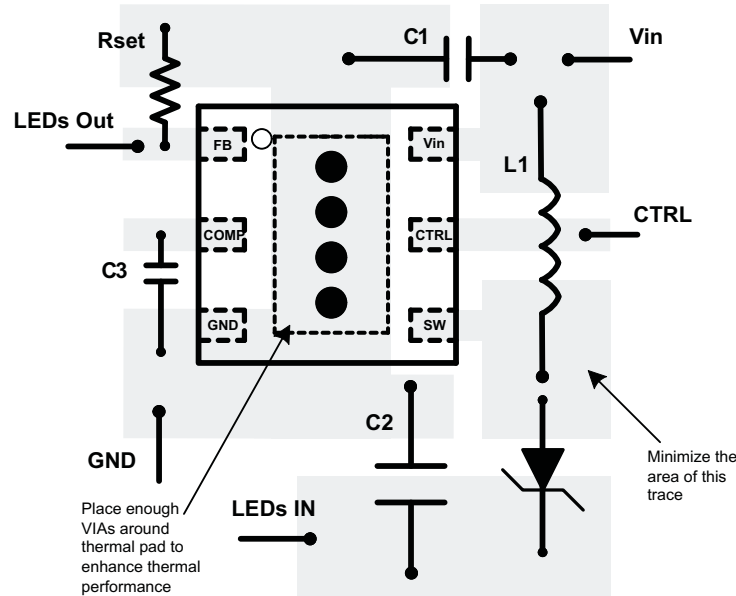 C1
Rset
Vin
LEDs Out
FB
Vin
L1
COMP
CTRL
CTRL
C3
GND
SW
C2
GND
Minimize the
area of this
trace
Place enough
VIAs around
thermal pad to
enhance thermal
performance
LEDs IN